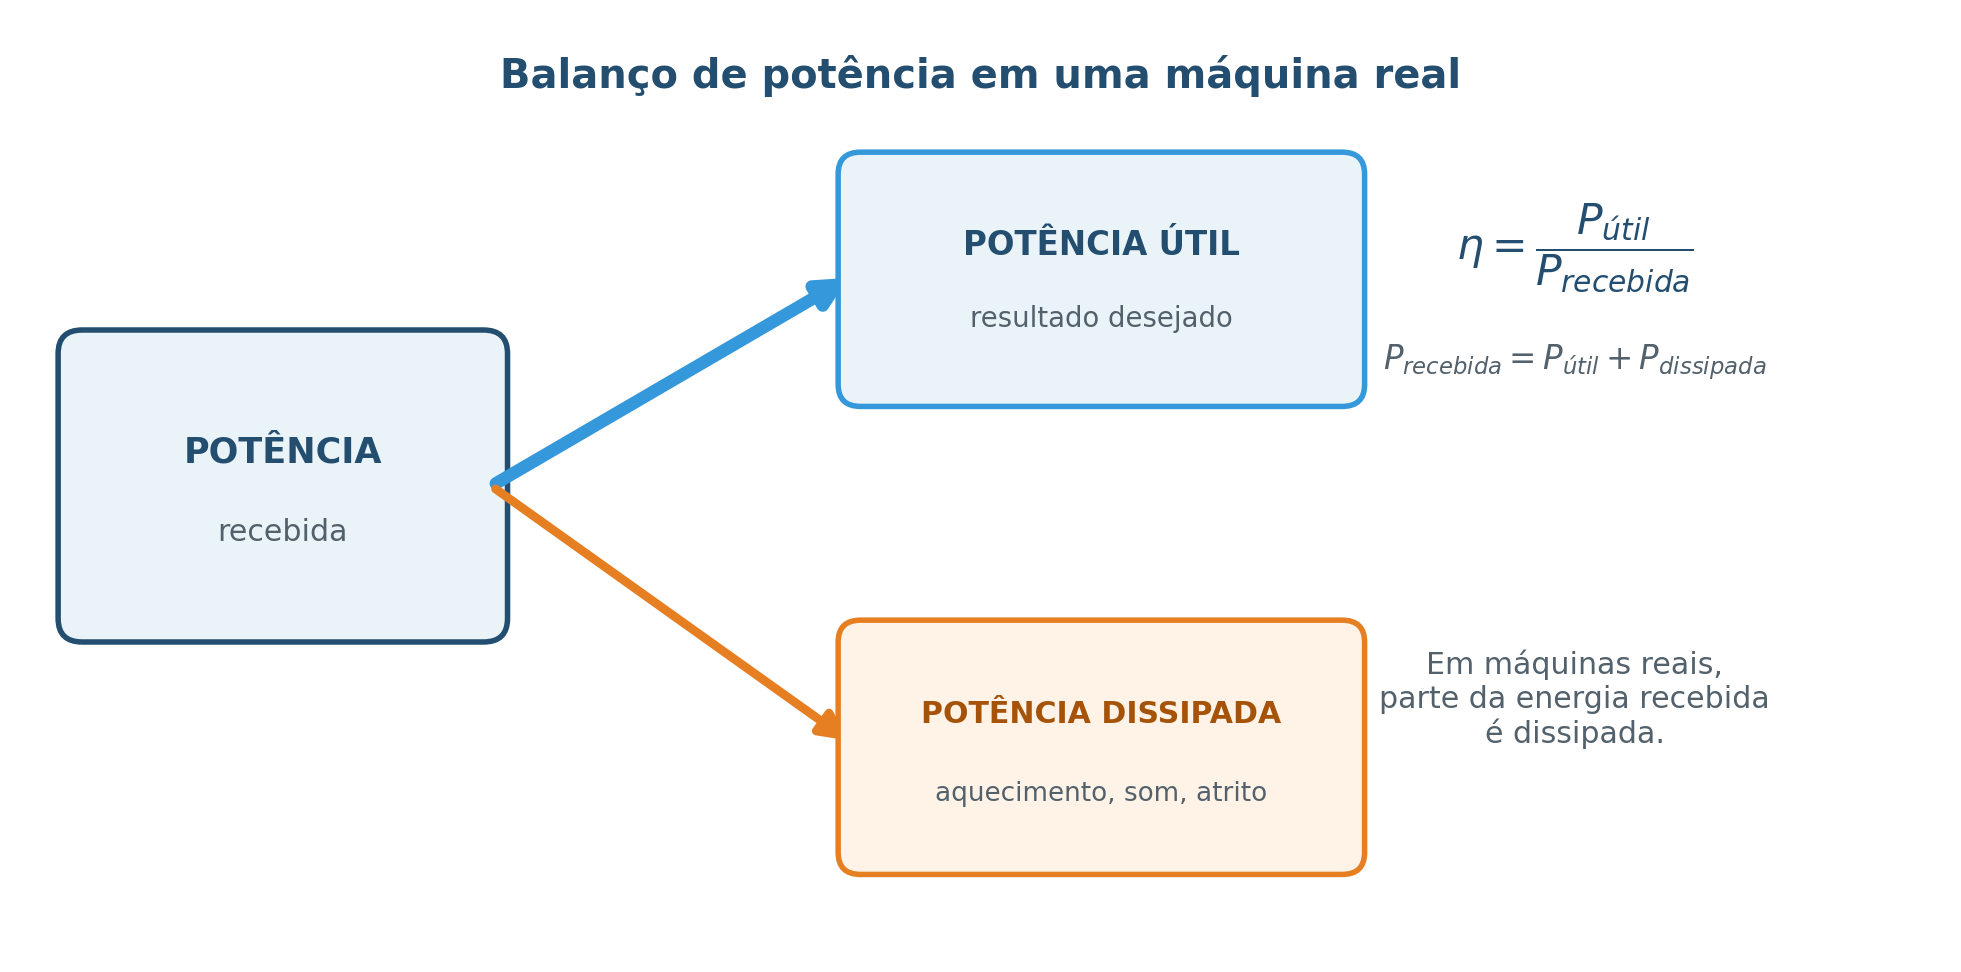 Balanço de potência em uma máquina real
POTÊNCIA
recebida
POTÊNCIA ÚTIL
resultado desejado
η = P_útil / P_recebida
P_recebida = P_útil + P_dissipada
POTÊNCIA DISSIPADA
aquecimento, som, atrito
Em máquinas reais,
parte da energia recebida
é dissipada.